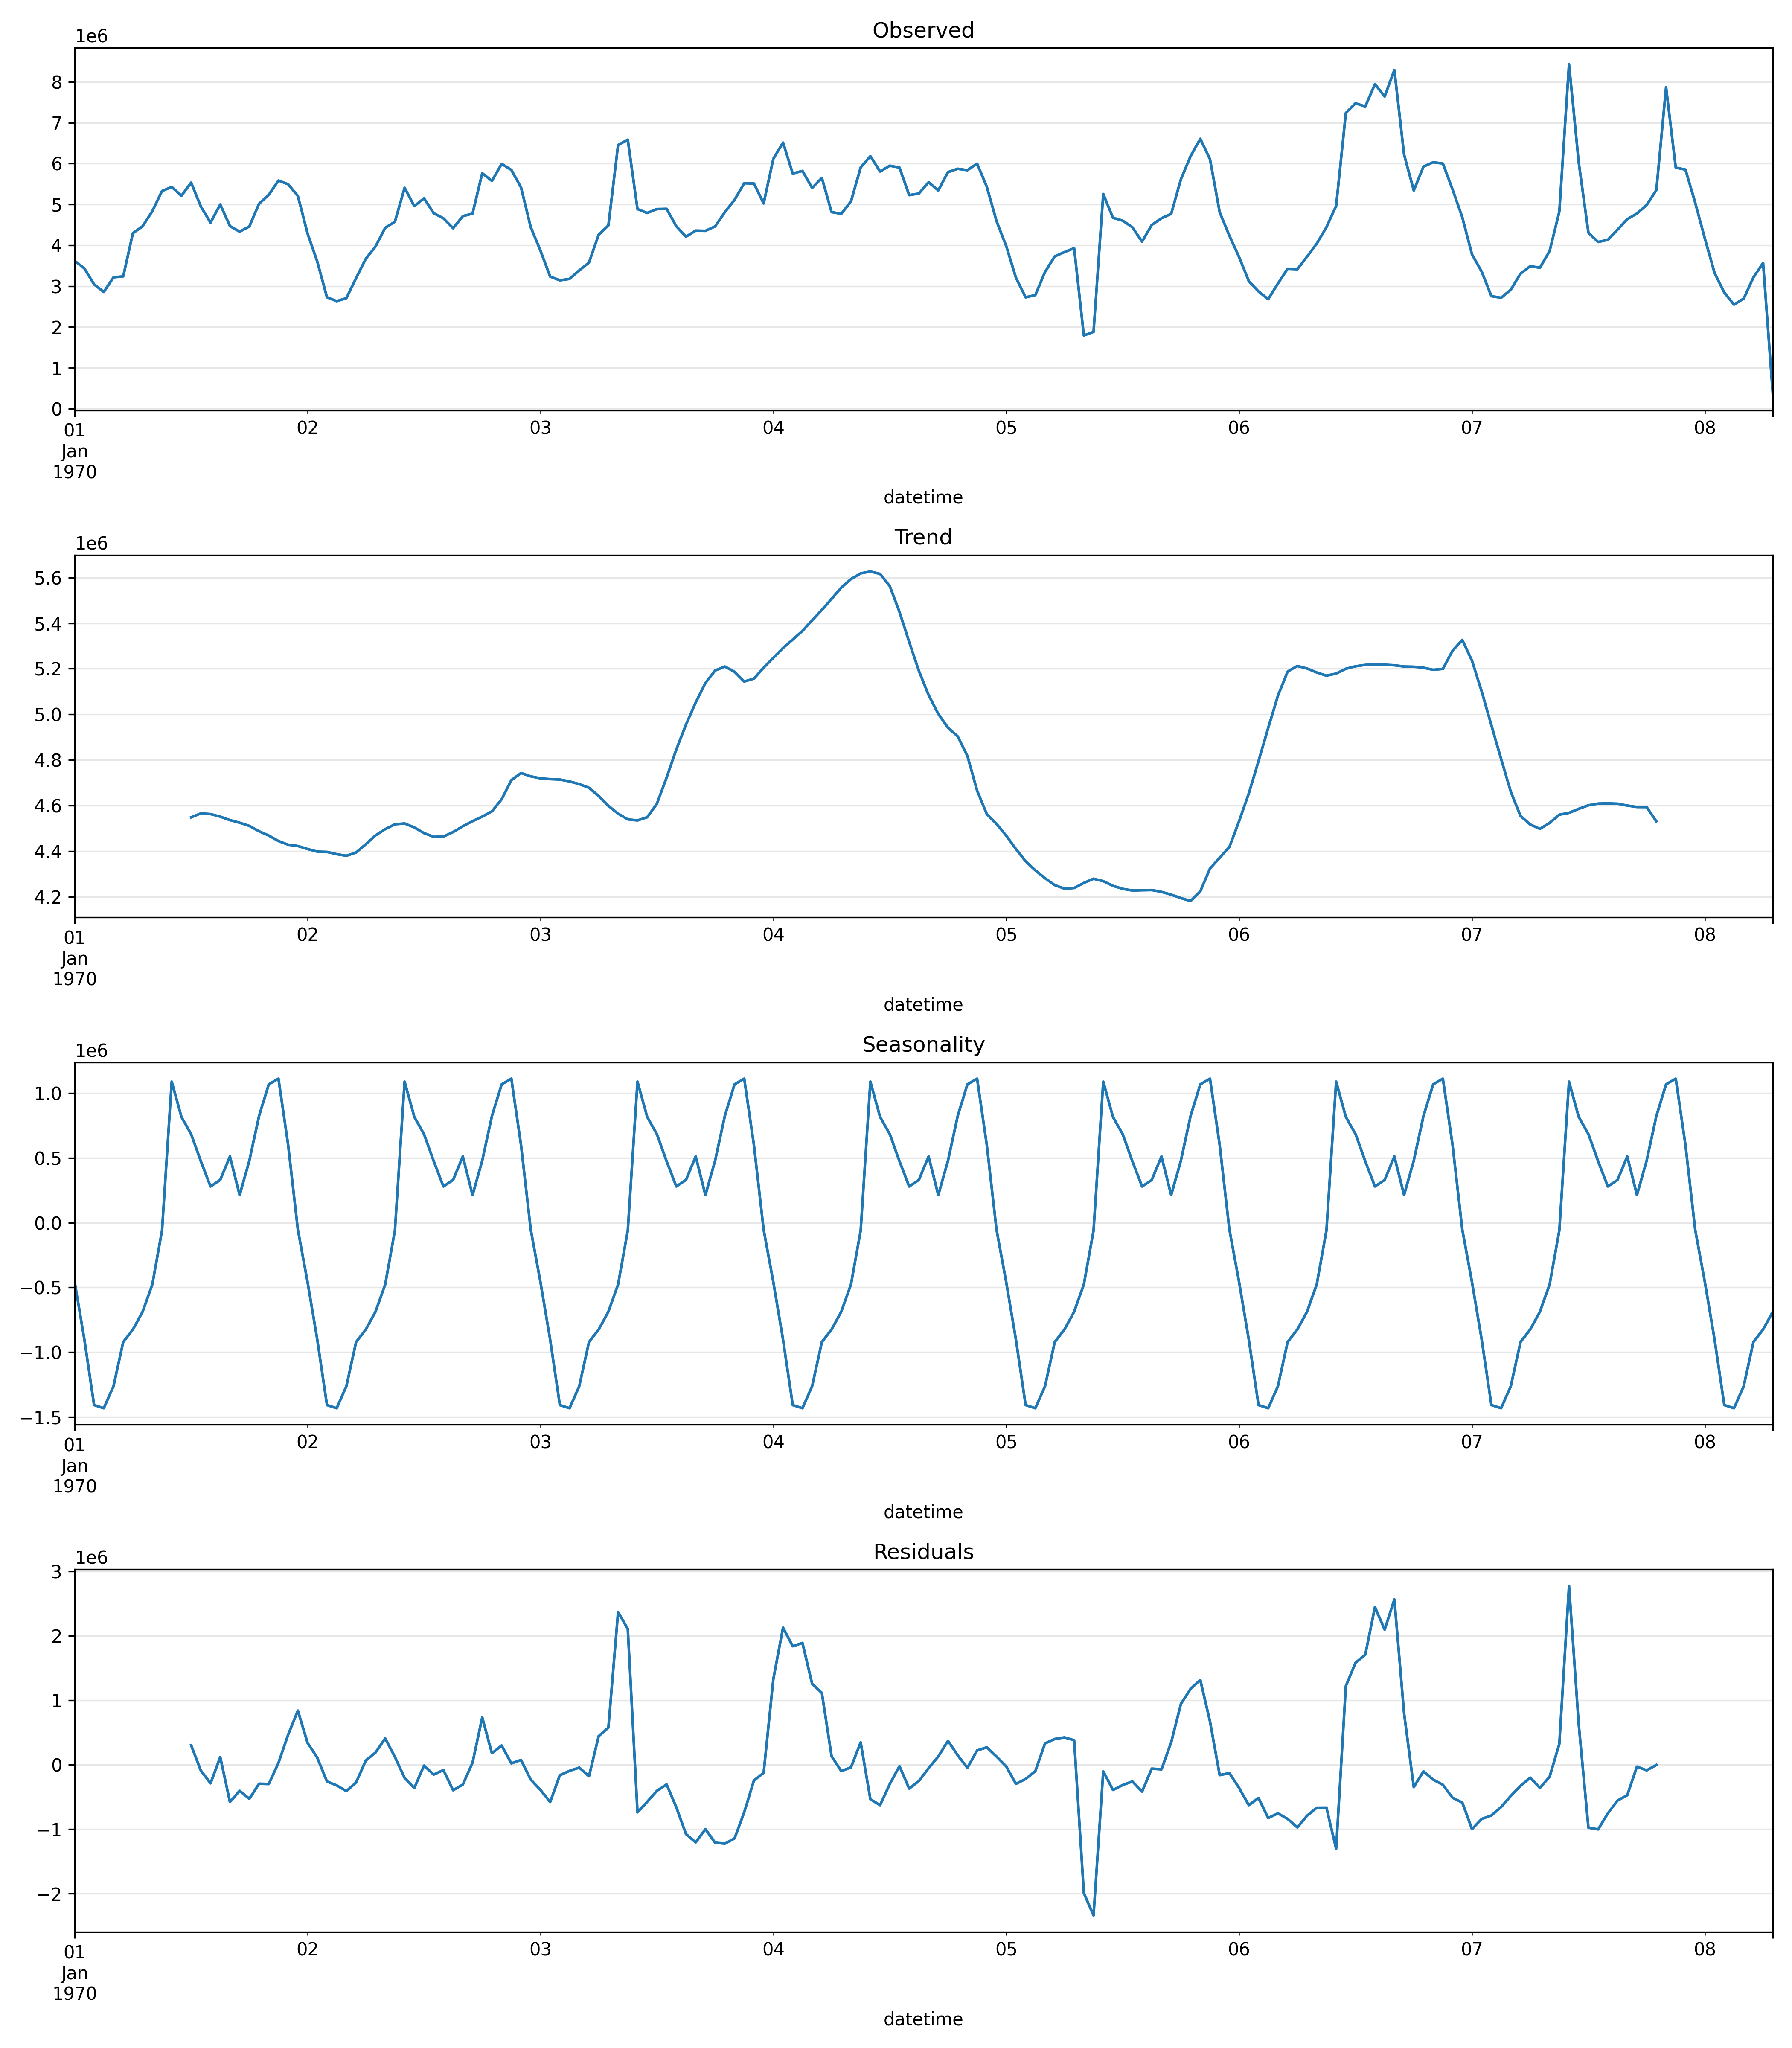 Observed
1e6
8
7
6
5
4
3
2
1
0
01 02 03 04 05 06 07 08
Jan
1970
datetime
Trend
1e6
5.6
5.4
5.2
5.0
4.8
4.6
4.4
4.2
01 02 03 04 05 06 07 08
Jan
1970
datetime
Seasonality
1e6
1.0
0.5
0.0
−0.5
−1.0
−1.5
01 02 03 04 05 06 07 08
Jan
1970
datetime
Residuals
1e6
3
2
1
0
−1
−2
01 02 03 04 05 06 07 08
Jan
1970
datetime